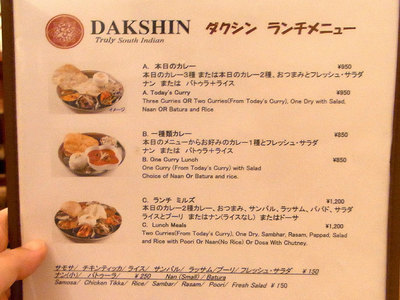 DAKSHIN
Truly South Indian
ダクシン ランチメニュー
A. 本日のカレー ¥950
本日のカレー3種 または本日のカレー2種、おつまみとフレッシュ・サラダ
ナン または バトゥラ+ライス
A. Today's Curry ¥950
Three Curries OR Two Curries(From Today's Curry), One Dry with Salad,
Naan OR Batura and Rice.
イメージ
B. 一種類カレー ¥850
本日のメニューからお好みのカレー1種とフレッシュ・サラダ
ナン または バトゥラ+ライス
B. One Curry Lunch ¥850
One Curry (From Today's Curry) with Salad
Choice of Naan Or Batura and rice.
C. ランチ ミルズ ¥1,200
本日のカレー2種カレー、おつまみ、サンバル、ラッサム、パパド、サラダ
ライスとプーリ またはナン(ライスなし) またはドーサ
C. Lunch Meals ¥1,200
Two Curries(From Today's Curry), One Dry, Sambhar, Rasam, Pappad, Salad
and Rice with Poori Or Naan(No Rice) Or Dosa With Chutney.
サモサ/ チキンティッカ/ライス/ サンバル/ ラッサム/プーリ/フレッシュ・サラダ ¥150
ナン(小)/ バトゥーラ/ ¥250 Nan (Small) / Batura
Samosa/ Chicken Tikka/ Rice/ Sambar/ Rasam/ Poori/ Fresh Salad ¥150